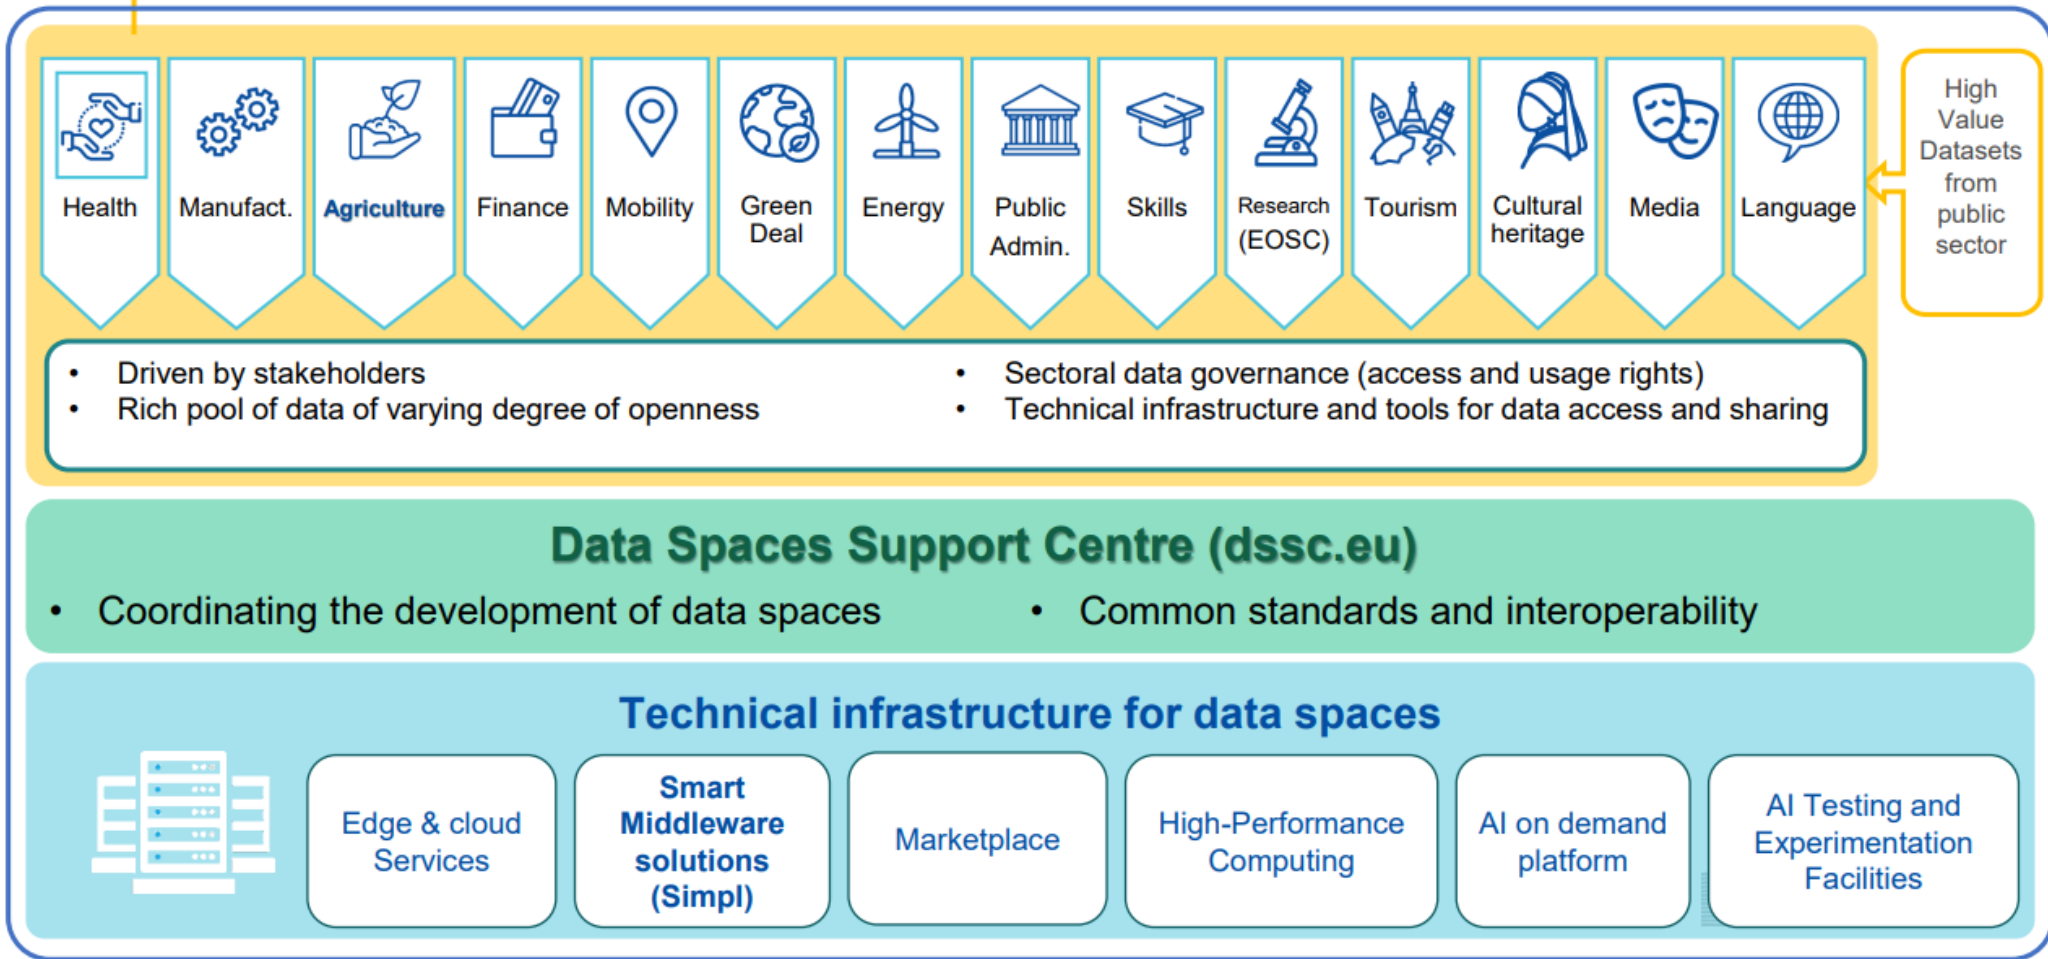 Health
Manufact.
Agriculture
Finance
Mobility
Green
Deal
Energy
Public
Admin.
Skills
Research
(EOSC)
Tourism
Cultural
heritage
Media
Language
High
Value
Datasets
from
public
sector
• Driven by stakeholders
• Rich pool of data of varying degree of openness
• Sectoral data governance (access and usage rights)
• Technical infrastructure and tools for data access and sharing
Data Spaces Support Centre (dssc.eu)
• Coordinating the development of data spaces
• Common standards and interoperability
Technical infrastructure for data spaces
Edge & cloud
Services
Smart
Middleware
solutions
(Simpl)
Marketplace
High-Performance
Computing
AI on demand
platform
AI Testing and
Experimentation
Facilities